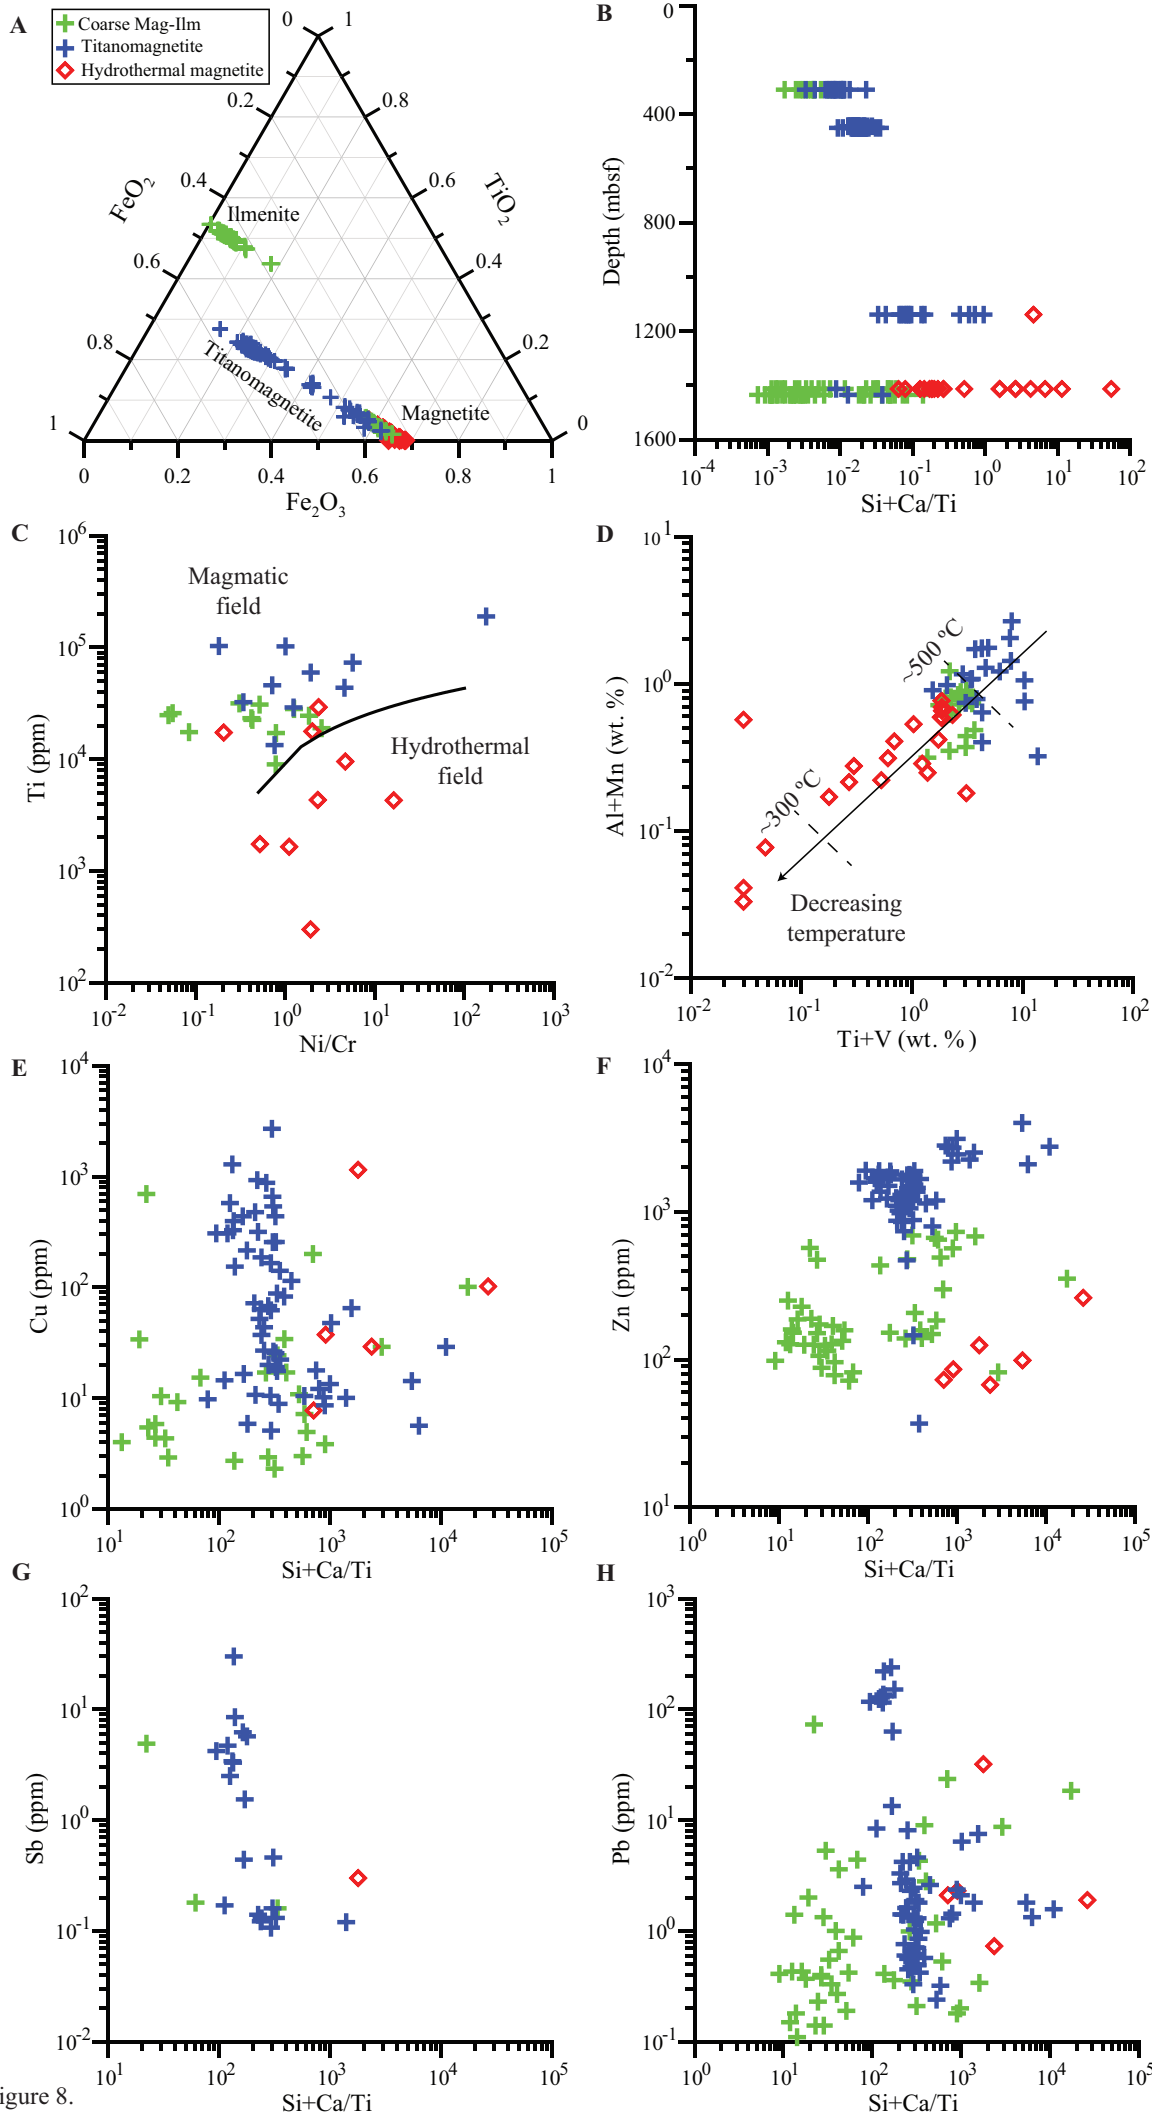 A
Coarse Mag-Ilm
Titanomagnetite
Hydrothermal magnetite
0 1
0.2 0.8
0.4 0.6
0.6 0.4
0.8 0.2
1 0
FeO2
TiO2
Ilmenite
Titanomagnetite
Magnetite
0 0.2 0.4 0.6 0.8 1
Fe2O3
B
0
400
800
1200
1600
Depth (mbsf)
10-4 10-3 10-2 10-1 100 101 102
Si+Ca/Ti
C
106
105
104
103
102
Ti (ppm)
Magmatic
field
Hydrothermal
field
10-2 10-1 100 101 102 103
Ni/Cr
D
101
100
10-1
10-2
Al+Mn (wt. %)
~500 ºC
~300 ºC
Decreasing
temperature
10-2 10-1 100 101 102
Ti+V (wt. %)
E
104
103
102
101
100
Cu (ppm)
101 102 103 104 105
Si+Ca/Ti
F
104
103
102
101
Zn (ppm)
100 101 102 103 104 105
Si+Ca/Ti
G
102
101
100
10-1
10-2
Sb (ppm)
101 102 103 104 105
Si+Ca/Ti
H
103
102
101
100
10-1
Pb (ppm)
100 101 102 103 104 105
Si+Ca/Ti
igure 8.